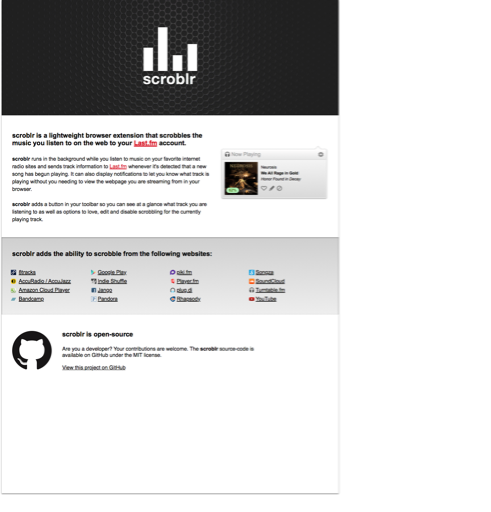 scroblr
scroblr is a lightweight browser extension that scrobbles the
music you listen to on the web to your Last.fm account.
scroblr runs in the background while you listen to music on your favorite internet
radio sites and sends track information to Last.fm whenever it's detected that a new
song has begun playing. It can also display notifications to let you know what track is
playing without you needing to view the webpage you are streaming from in your
browser.
scroblr adds a button in your toolbar so you can see at a glance what track you are
listening to as well as options to love, edit and disable scrobbling for the currently
playing track.
Now Playing
Neurosis
We All Rage in Gold
Honor Found in Decay
scroblr adds the ability to scrobble from the following websites:
8tracks
AccuRadio / AccuJazz
Amazon Cloud Player
Bandcamp
Google Play
Indie Shuffle
Jango
Pandora
piki.fm
Player.fm
plug.dj
Rhapsody
Songza
SoundCloud
Turntable.fm
YouTube
scroblr is open-source
Are you a developer? Your contributions are welcome. The scroblr source-code is
available on GitHub under the MIT license.
View this project on GitHub